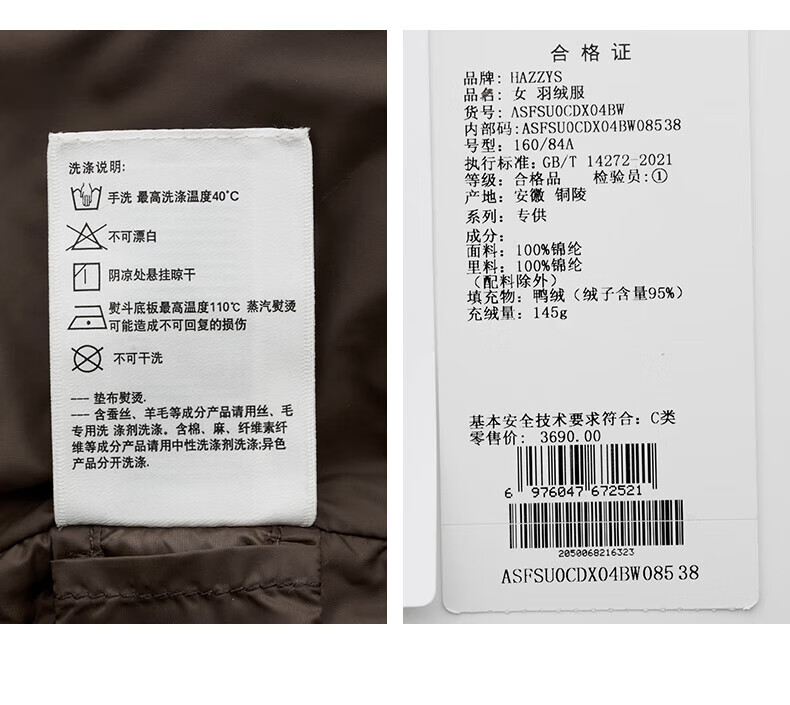 洗涤说明:
手洗 最高洗涤温度40℃
不可漂白
阴凉处悬挂晾干
熨斗底板最高温度110℃ 蒸汽熨烫
可能造成不可回复的损伤
不可干洗
--- 垫布熨烫.
--- 含蚕丝、羊毛等成分产品请用丝、毛
专用洗 涤剂洗涤。含棉、麻、纤维素纤
维等成分产品请用中性洗涤剂洗涤;异色
产品分开洗涤.
合格证
品牌: HAZZYS
品名: 女 羽绒服
货号: ASFSU0CDX04BW
内部码:ASFSU0CDX04BW08538
号型: 160/84A
执行标准: GB/T 14272-2021
等级: 合格品 检验员:①
产地: 安徽 铜陵
系列: 专供
成分:
面料: 100%锦纶
里料: 100%锦纶
(配料除外)
填充物: 鸭绒（绒子含量95%）
充绒量: 145g
基本安全技术要求符合: C类
零售价: 3690.00
6 976047 672521
2050068216323
ASFSU0CDX04BW08538